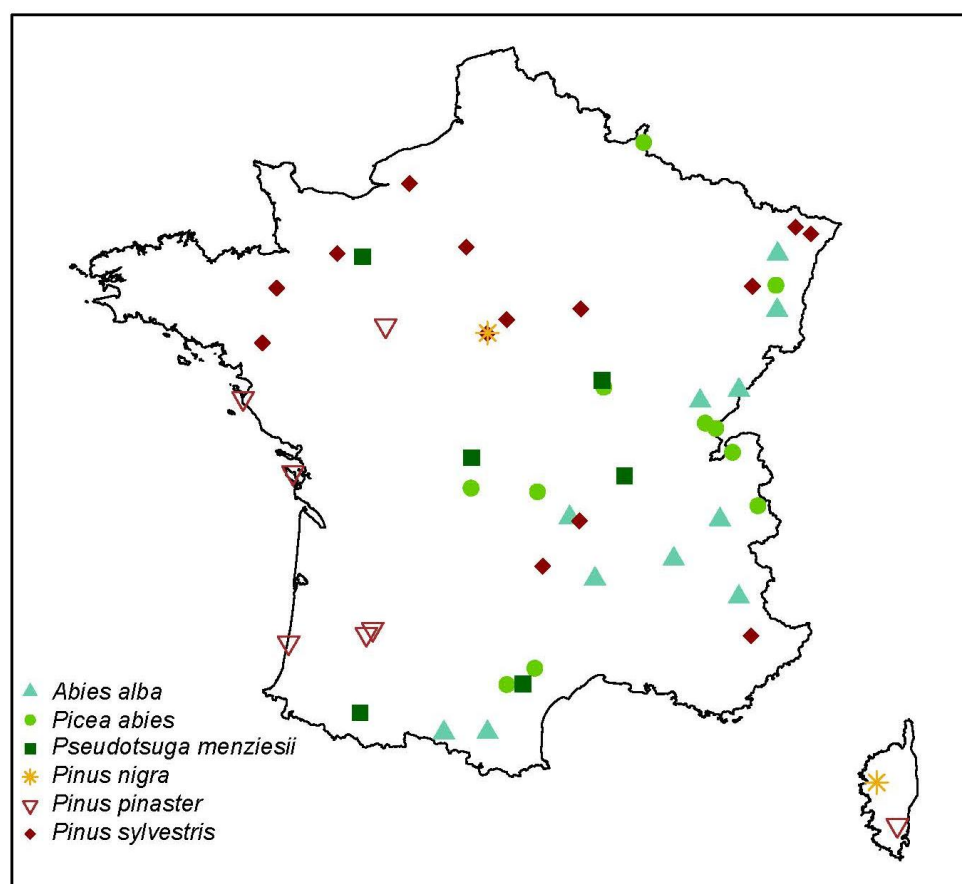 Abies alba
Picea abies
Pseudotsuga menziesii
Pinus nigra
Pinus pinaster
Pinus sylvestris